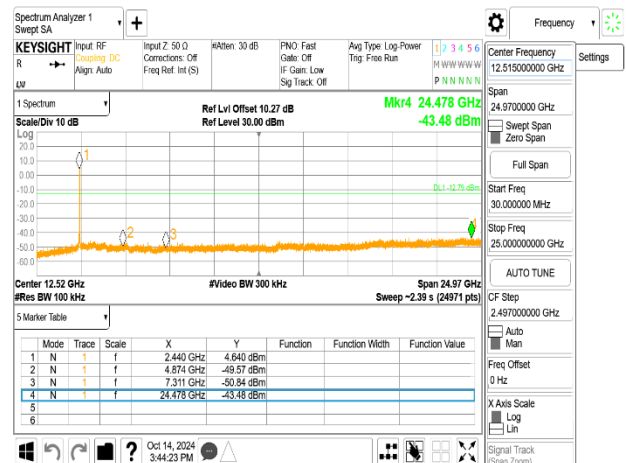 Spectrum Analyzer 1
Swept SA
Frequency
KEYSIGHT Input: RF Input Z: 50 Ω #Atten: 30 dB PNO: Fast Avg Type: Log-Power 1 2 3 4 5 6
R Coupling: DC Corrections: Off Gate: Off Trig: Free Run M W W W W W
Align: Auto Freq Ref: Int (S) IF Gain: Low
Sig Track: Off P N N N N N
LXI
1 Spectrum Ref Lvl Offset 10.27 dB Mkr4 24.478 GHz
Scale/Div 10 dB Ref Level 30.00 dBm -43.48 dBm
Log
20.0
10.0
0.00
-10.0
-20.0
-30.0
-40.0
-50.0
-60.0
1
2
3
DL1 -12.75 dBm
Center 12.52 GHz #Video BW 300 kHz Span 24.97 GHz
#Res BW 100 kHz Sweep ~2.39 s (24971 pts)
5 Marker Table
Mode Trace Scale X Y Function Function Width Function Value
1 N 1 f 2.440 GHz 4.640 dBm
2 N 1 f 4.874 GHz -49.57 dBm
3 N 1 f 7.311 GHz -50.84 dBm
4 N 1 f 24.478 GHz -43.48 dBm
5
6
? Oct 14, 2024
3:44:23 PM
Center Frequency
12.515000000 GHz
Settings
Span
24.9700000 GHz
Swept Span
Zero Span
Full Span
Start Freq
30.000000 MHz
Stop Freq
25.000000000 GHz
AUTO TUNE
CF Step
2.497000000 GHz
Auto
Man
Freq Offset
0 Hz
X Axis Scale
Log
Lin
Signal Track
(Span Zoom)